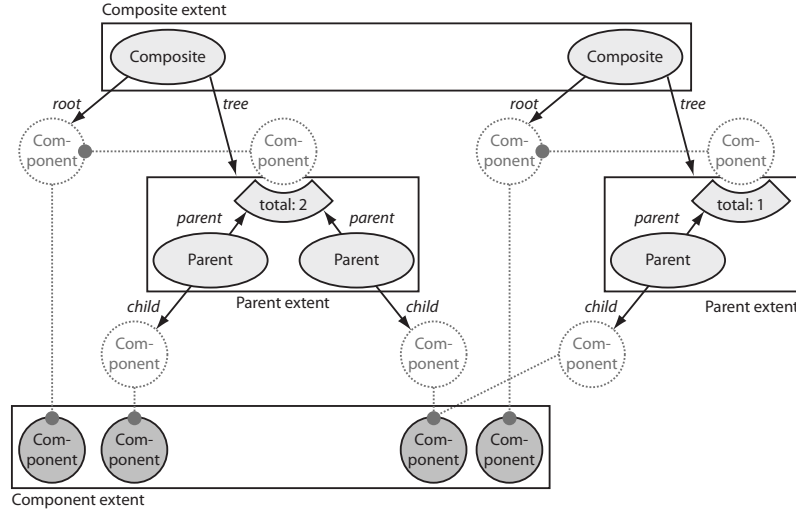 Composite extent
Composite
Composite
root
tree
root
tree
Com-
ponent
Com-
ponent
Com-
ponent
Com-
ponent
total: 2
total: 1
parent
parent
parent
Parent
Parent
Parent
Parent extent
Parent extent
child
child
child
Com-
ponent
Com-
ponent
Com-
ponent
Com-
ponent
Com-
ponent
Com-
ponent
Com-
ponent
Component extent